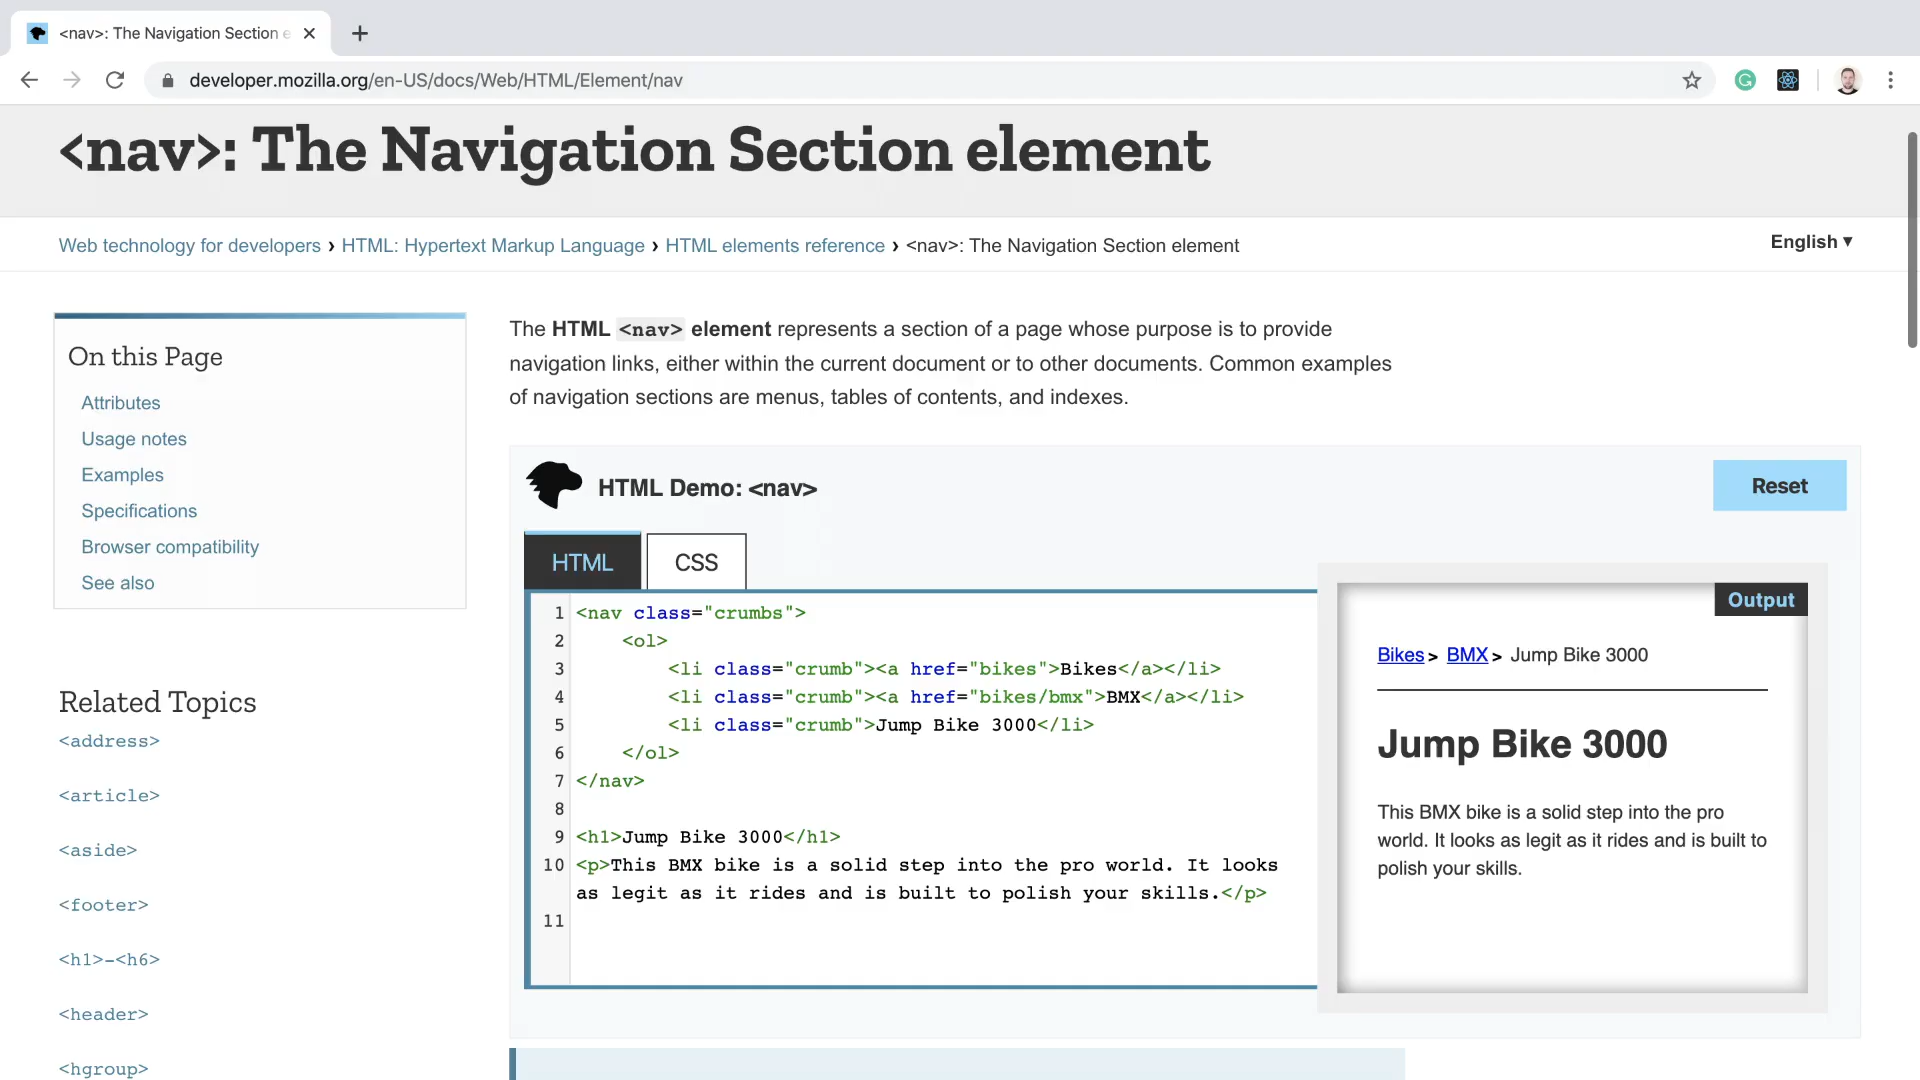 <nav>: The Navigation Section e
developer.mozilla.org/en-US/docs/Web/HTML/Element/nav
<nav>: The Navigation Section element
Web technology for developers › HTML: Hypertext Markup Language › HTML elements reference › <nav>: The Navigation Section element
English ▼
On this Page
Attributes
Usage notes
Examples
Specifications
Browser compatibility
See also
Related Topics
<address>
<article>
<aside>
<footer>
<h1>-<h6>
<header>
<hgroup>
The HTML <nav> element represents a section of a page whose purpose is to provide
navigation links, either within the current document or to other documents. Common examples
of navigation sections are menus, tables of contents, and indexes.
HTML Demo: <nav>
Reset
HTML
CSS
1 <nav class="crumbs">
2     <ol>
3         <li class="crumb"><a href="bikes">Bikes</a></li>
4         <li class="crumb"><a href="bikes/bmx">BMX</a></li>
5         <li class="crumb">Jump Bike 3000</li>
6     </ol>
7 </nav>
8
9 <h1>Jump Bike 3000</h1>
10 <p>This BMX bike is a solid step into the pro world. It looks
as legit as it rides and is built to polish your skills.</p>
11
Output
Bikes > BMX > Jump Bike 3000
Jump Bike 3000
This BMX bike is a solid step into the pro
world. It looks as legit as it rides and is built to
polish your skills.